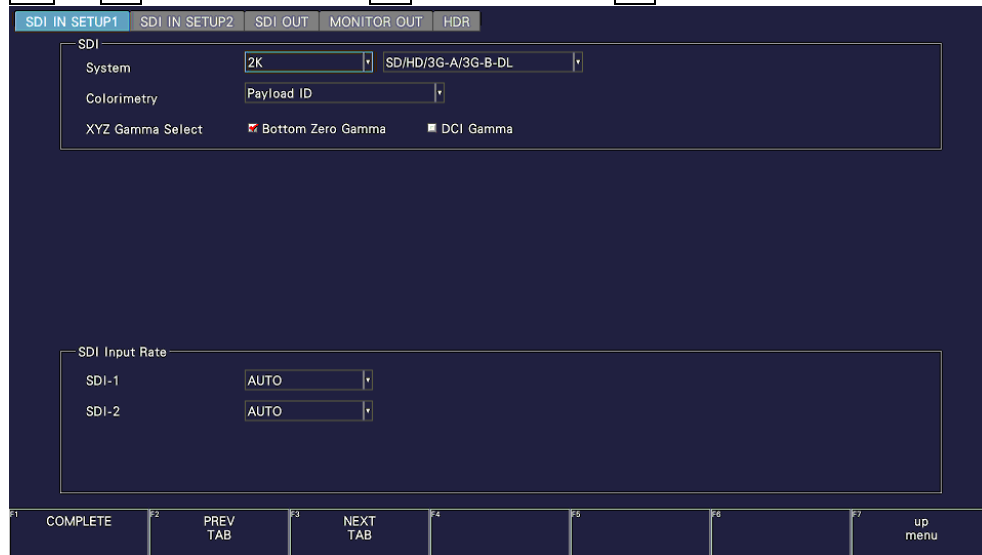 SDI IN SETUP1 SDI IN SETUP2 SDI OUT MONITOR OUT HDR
SDI
System 2K SD/HD/3G-A/3G-B-DL
Colorimetry Payload ID
XYZ Gamma Select Bottom Zero Gamma DCI Gamma
SDI Input Rate
SDI-1 AUTO
SDI-2 AUTO
F1 COMPLETE F2 PREV TAB F3 NEXT TAB F4 F5 F6 F7 up menu